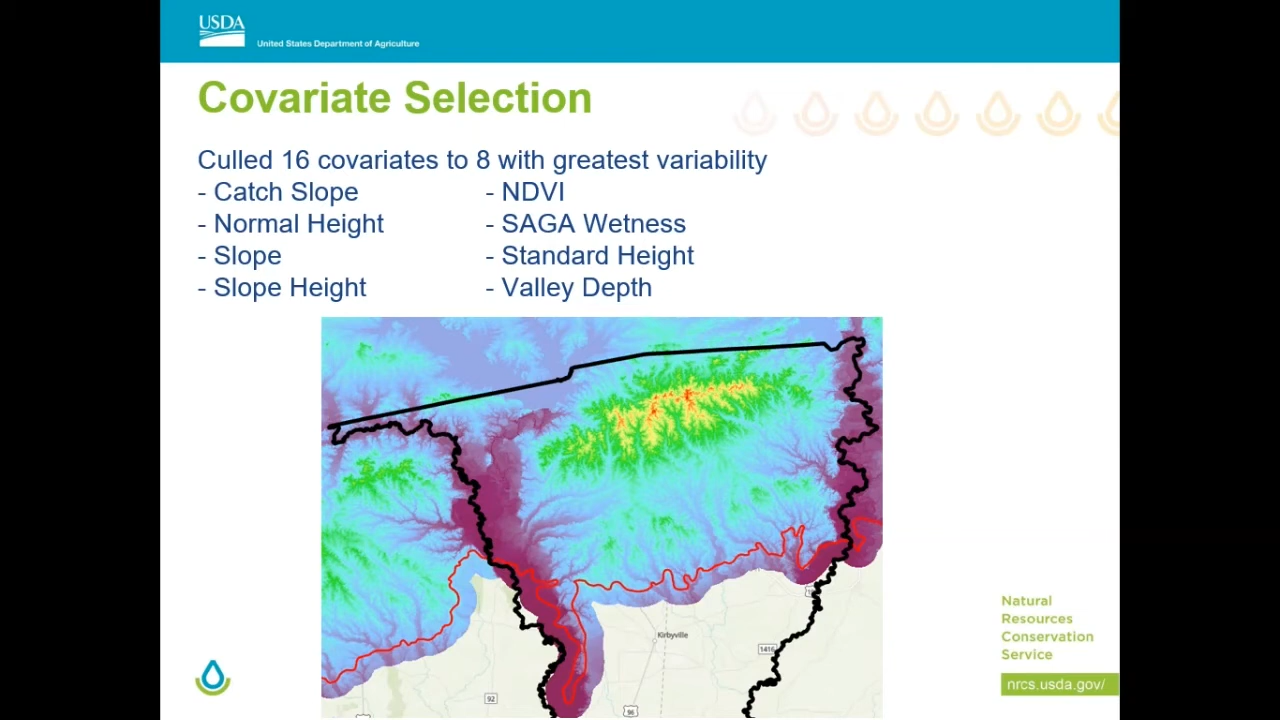 USDA
United States Department of Agriculture
Covariate Selection
Culled 16 covariates to 8 with greatest variability
- Catch Slope
- Normal Height
- Slope
- Slope Height
- NDVI
- SAGA Wetness
- Standard Height
- Valley Depth
Kirbyville
1416
92
96
Natural
Resources
Conservation
Service
nrcs.usda.gov/